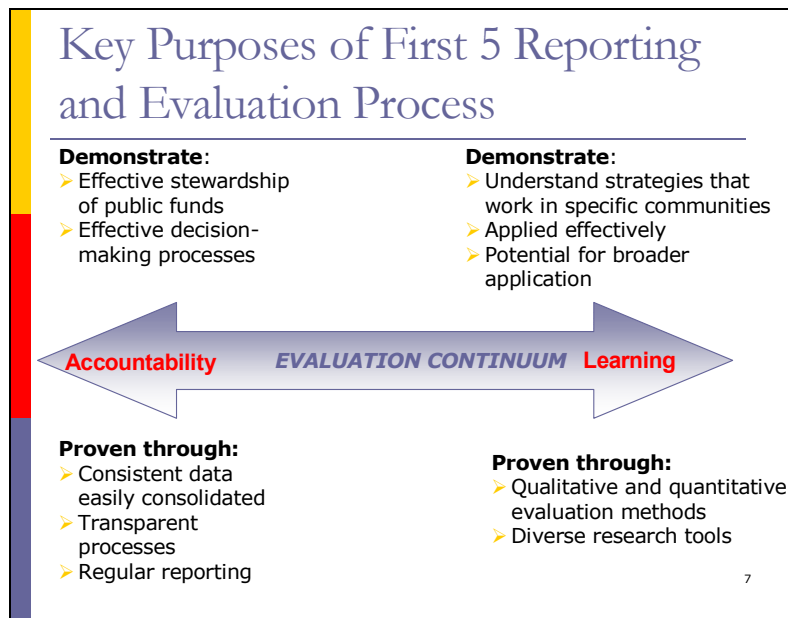 Key Purposes of First 5 Reporting
and Evaluation Process
Demonstrate:
Effective stewardship
of public funds
Effective decision-
making processes
Demonstrate:
Understand strategies that
work in specific communities
Applied effectively
Potential for broader
application
Accountability
EVALUATION CONTINUUM
Learning
Proven through:
Consistent data
easily consolidated
Transparent
processes
Regular reporting
Proven through:
Qualitative and quantitative
evaluation methods
Diverse research tools
7